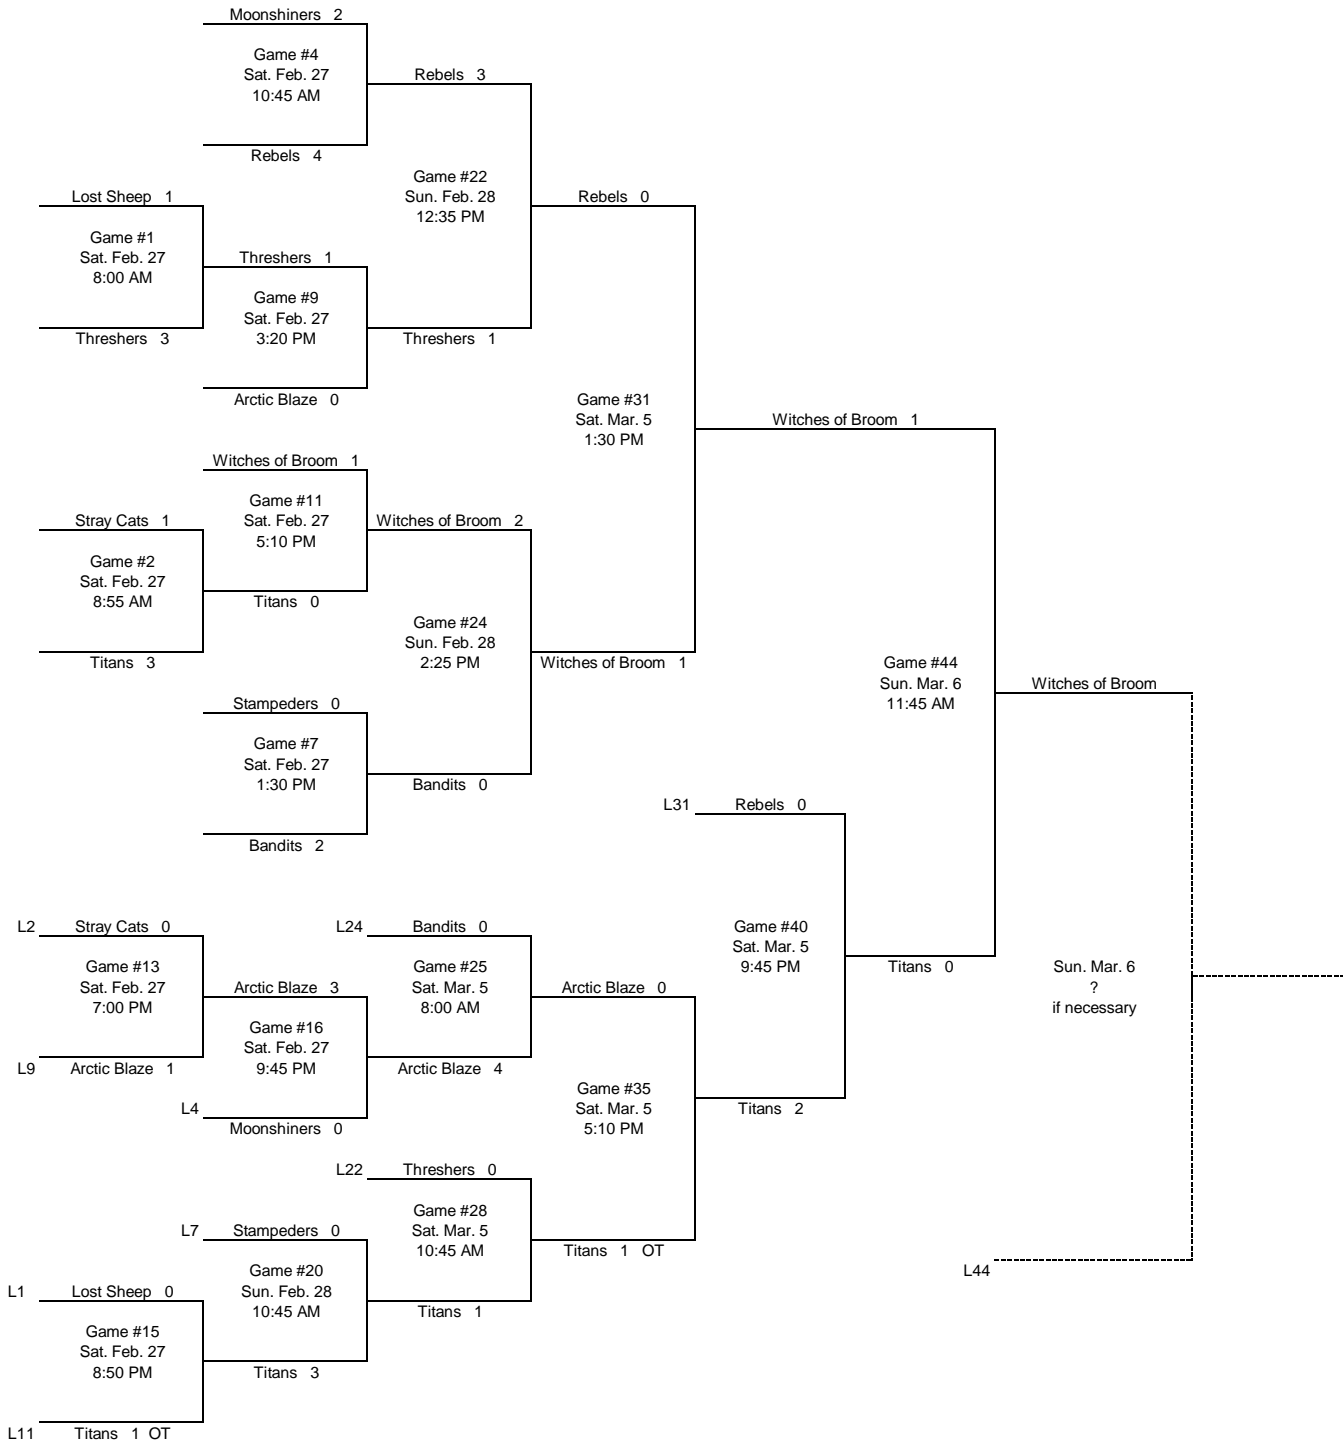 Moonshiners 2
Game #4
Sat. Feb. 27
10:45 AM
Rebels 3
Rebels 4
Game #22
Sun. Feb. 28
12:35 PM
Lost Sheep 1
Rebels 0
Game #1
Sat. Feb. 27
8:00 AM
Threshers 1
Game #9
Sat. Feb. 27
3:20 PM
Threshers 3
Threshers 1
Arctic Blaze 0
Game #31
Sat. Mar. 5
1:30 PM
Witches of Broom 1
Witches of Broom 1
Game #11
Sat. Feb. 27
5:10 PM
Stray Cats 1
Witches of Broom 2
Game #2
Sat. Feb. 27
8:55 AM
Titans 0
Game #24
Sun. Feb. 28
2:25 PM
Titans 3
Witches of Broom 1
Game #44
Sun. Mar. 6
11:45 AM
Witches of Broom
Stampeders 0
Game #7
Sat. Feb. 27
1:30 PM
Bandits 0
L31 Rebels 0
Bandits 2
L2 Stray Cats 0
L24 Bandits 0
Game #40
Sat. Mar. 5
9:45 PM
Game #13
Sat. Feb. 27
7:00 PM
Game #25
Sat. Mar. 5
8:00 AM
Titans 0
Sun. Mar. 6
?
if necessary
Arctic Blaze 3
Arctic Blaze 0
Game #16
Sat. Feb. 27
9:45 PM
L9 Arctic Blaze 1
Arctic Blaze 4
Game #35
Sat. Mar. 5
5:10 PM
L4
Moonshiners 0
Titans 2
L22 Threshers 0
Game #28
Sat. Mar. 5
10:45 AM
L7 Stampeders 0
Titans 1 OT
Game #20
Sun. Feb. 28
10:45 AM
L44
L1 Lost Sheep 0
Titans 1
Game #15
Sat. Feb. 27
8:50 PM
Titans 3
L11 Titans 1 OT